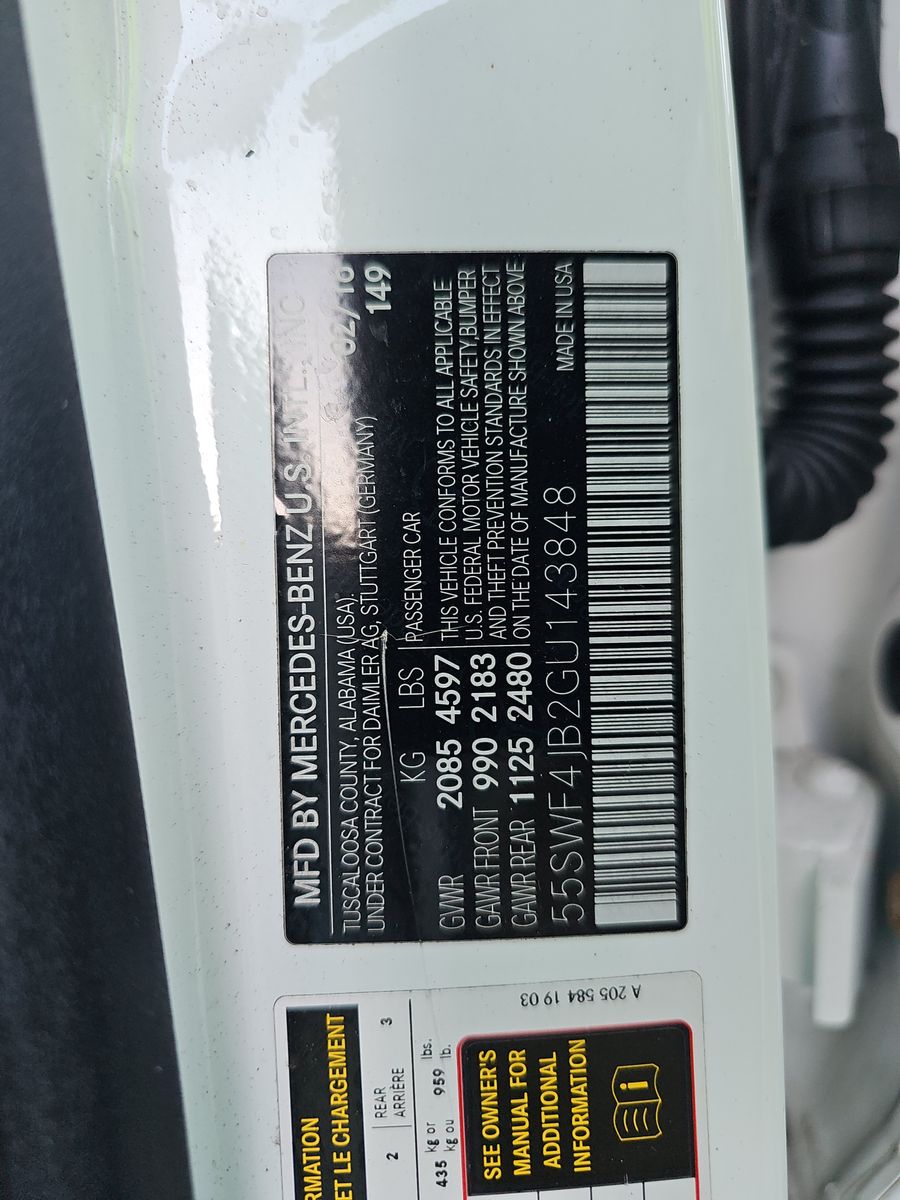 MFD BY MERCEDES-BENZ U.S. INTL., INC
TUSCALOOSA COUNTY, ALABAMA (USA).
UNDER CONTRACT FOR DAIMLER AG, STUTTGART (GERMANY)
02/16
149
KG LBS
GVWR 2085 4597
GAWR FRONT 990 2183
GAWR REAR 1125 2480
PASSENGER CAR
THIS VEHICLE CONFORMS TO ALL APPLICABLE
U.S. FEDERAL MOTOR VEHICLE SAFETY, BUMPER
AND THEFT PREVENTION STANDARDS IN EFFECT
ON THE DATE OF MANUFACTURE SHOWN ABOVE
55SWF4JB2GU143848
MADE IN USA
ET LE CHARGEMENT
2 REAR 3
ARRIÈRE
435 kg or 959 lbs.
kg ou lb.
SEE OWNER'S
MANUAL FOR
ADDITIONAL
INFORMATION
A 205 584 19 03